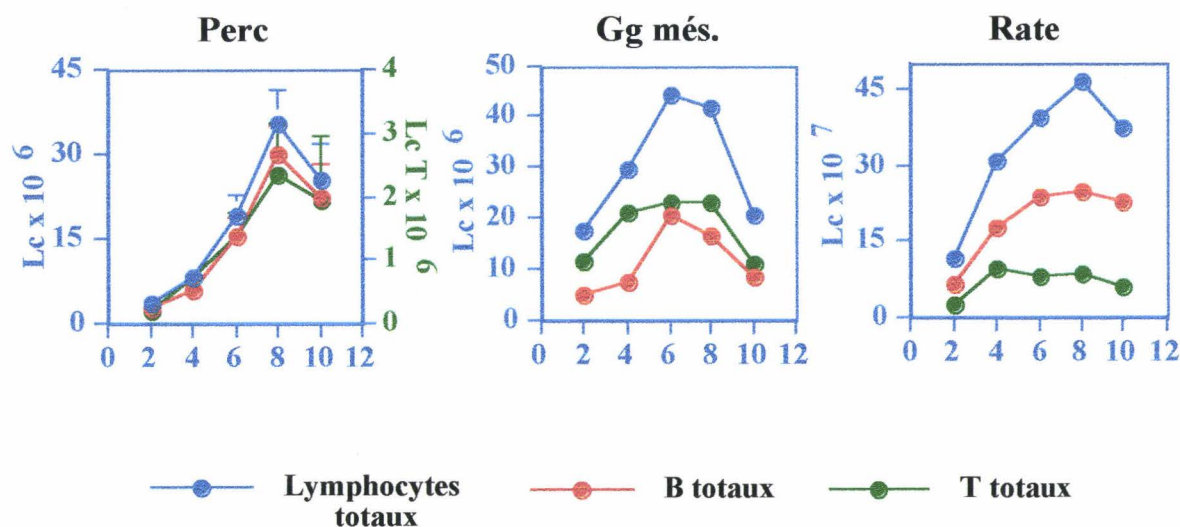 Perc
Gg més.
Rate
45
30
15
0
Lc x 10 6
4
3
2
1
0
Lc T x 10 6
0 2 4 6 8 10 12
50
40
30
20
10
0
Lc x 10 6
0 2 4 6 8 10 12
45
30
15
0
Lc x 10 7
0 2 4 6 8 10 12
Lymphocytes
totaux
B totaux
T totaux